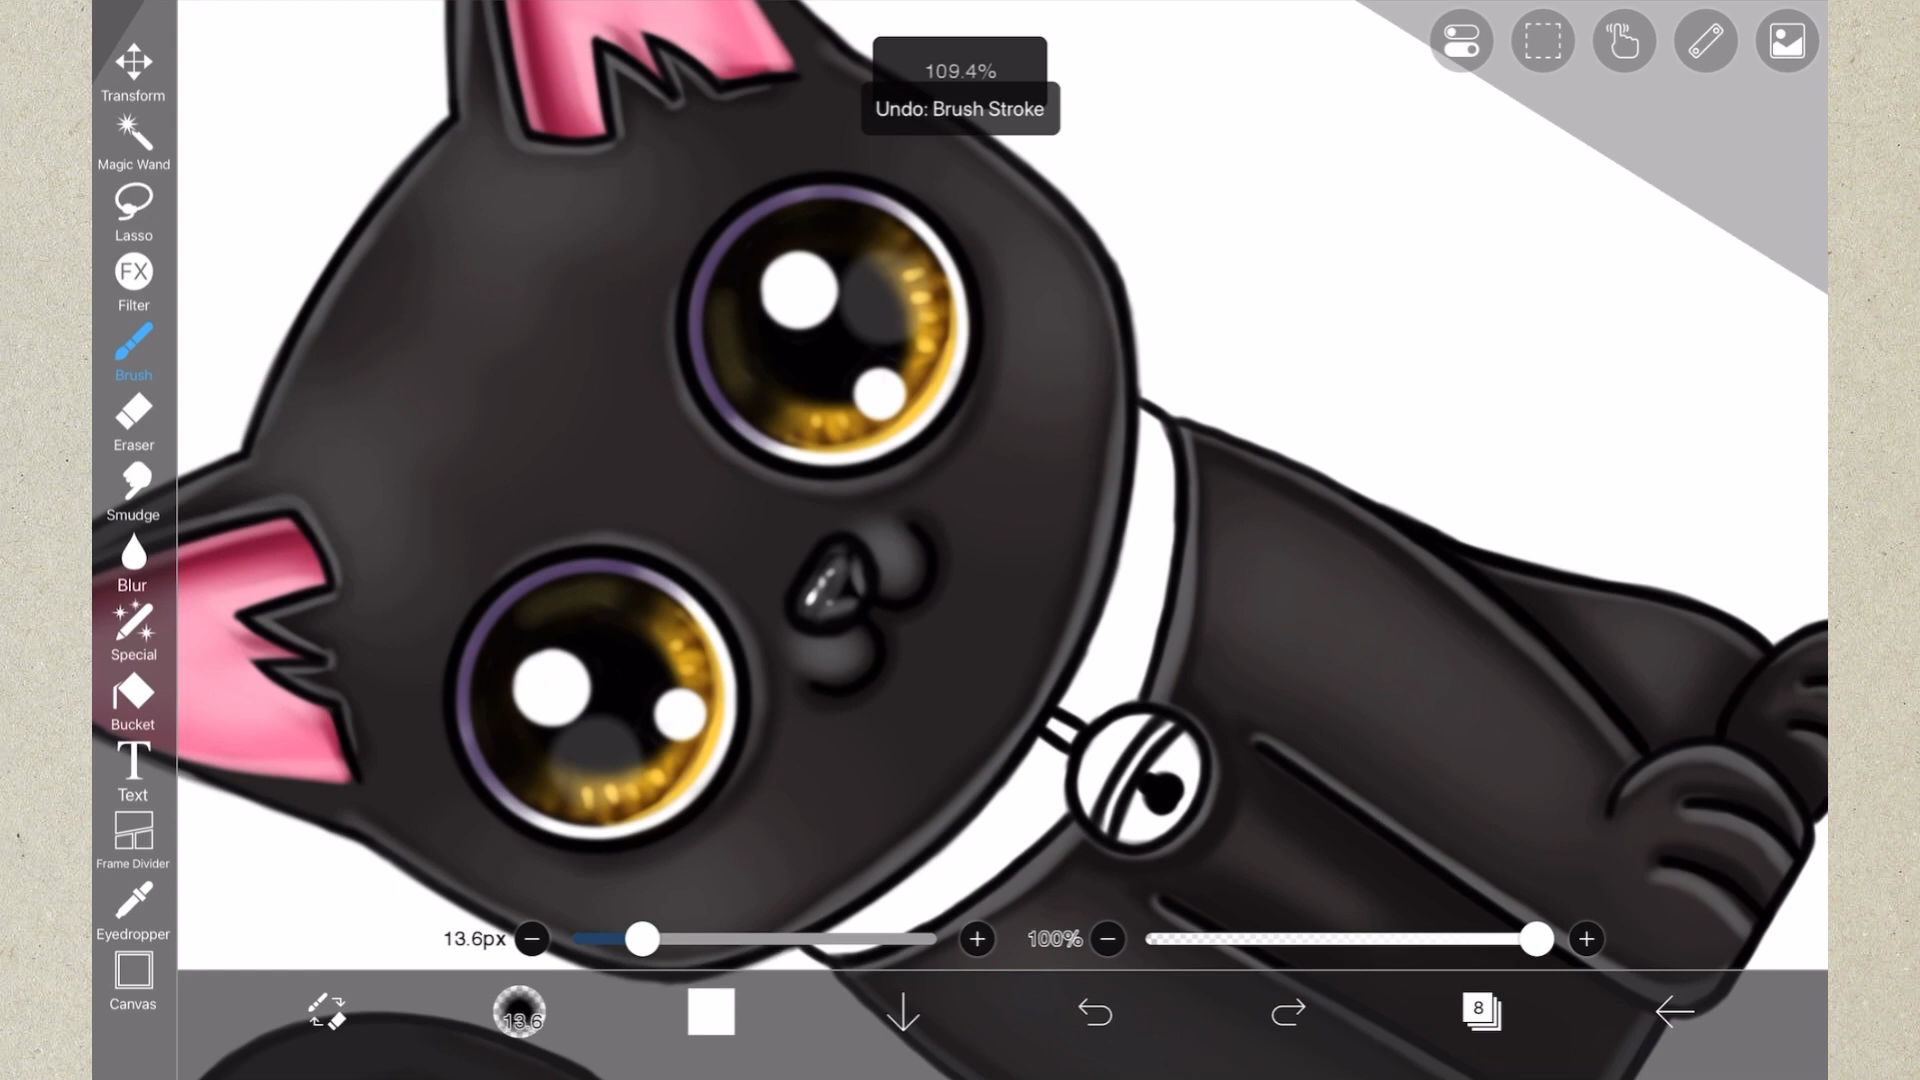 109.4%
Undo: Brush Stroke
Transform
Magic Wand
Lasso
FX
Filter
Brush
Eraser
Smudge
Blur
Special
Bucket
T
Text
Frame Divider
Eyedropper
Canvas
13.6px
100%
13.6
8